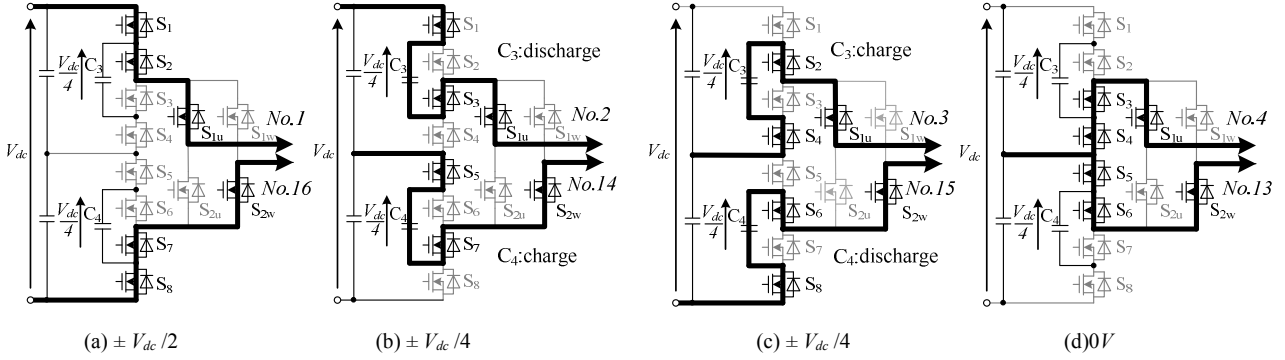 S1
S2
S3
S4
S5
S6
S7
S8
Vdc
Vdc/4
C3
Vdc/4
C4
S1u
S1w
S2u
S2w
No.1
No.16
(a) ± Vdc /2
S1
S2
S3
S4
S5
S6
S7
S8
Vdc
Vdc/4
C3
Vdc/4
C4
C3:discharge
S1u
S1w
S2u
S2w
No.2
No.14
C4:charge
(b) ± Vdc /4
S1
S2
S3
S4
S5
S6
S7
S8
Vdc
Vdc/4
C3
Vdc/4
C4
C3:charge
S1u
S1w
S2u
S2w
No.3
No.15
C4:discharge
(c) ± Vdc /4
S1
S2
S3
S4
S5
S6
S7
S8
Vdc
Vdc/4
C3
Vdc/4
C4
S1u
S1w
S2u
S2w
No.4
No.13
(d)0V